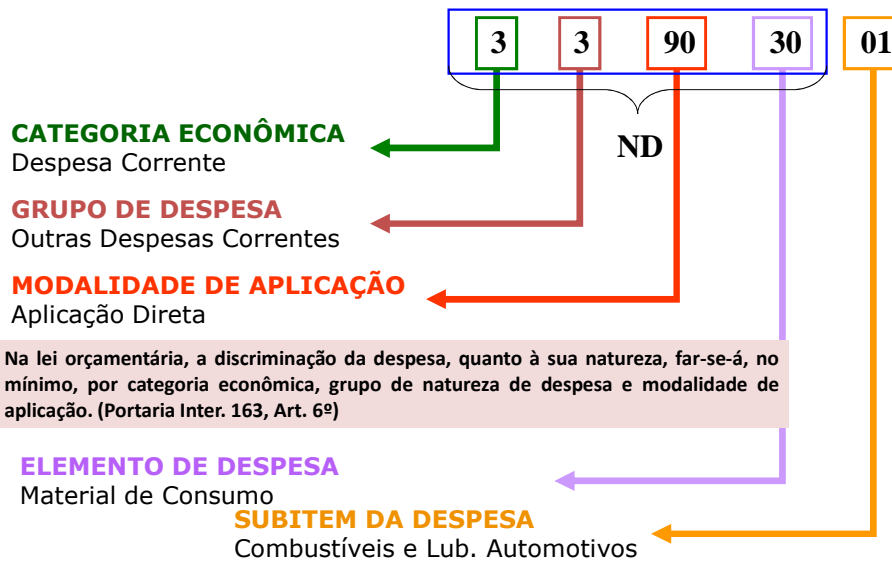 3 3 90 30 01
ND
CATEGORIA ECONÔMICA
Despesa Corrente
GRUPO DE DESPESA
Outras Despesas Correntes
MODALIDADE DE APLICAÇÃO
Aplicação Direta
Na lei orçamentária, a discriminação da despesa, quanto à sua natureza, far-se-á, no
mínimo, por categoria econômica, grupo de natureza de despesa e modalidade de
aplicação. (Portaria Inter. 163, Art. 6º)
ELEMENTO DE DESPESA
Material de Consumo
SUBITEM DA DESPESA
Combustíveis e Lub. Automotivos